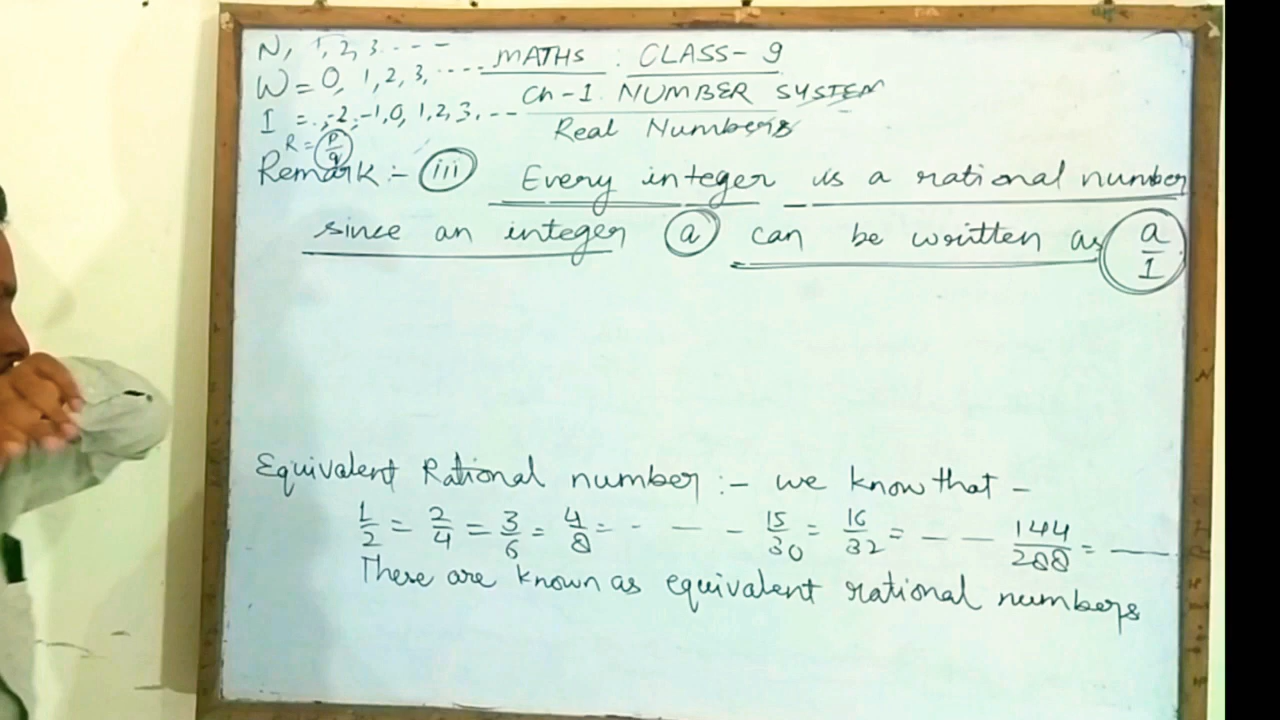 N, 1, 2, 3 - - - -
W = 0, 1, 2, 3, - - - -
I = . , -2, -1, 0, 1, 2, 3, - -
R = p/q
MATHS : CLASS - 9
Ch - 1. NUMBER SYSTEM
Real Numbers
Remark :- (iii) Every integer is a rational number
since an integer (a) can be written as a/1
Equivalent Rational number :- we know that -
1/2 = 2/4 = 3/6 = 4/8 = - - - 15/30 = 16/32 = - - 144/288 = —
These are known as equivalent rational numbers